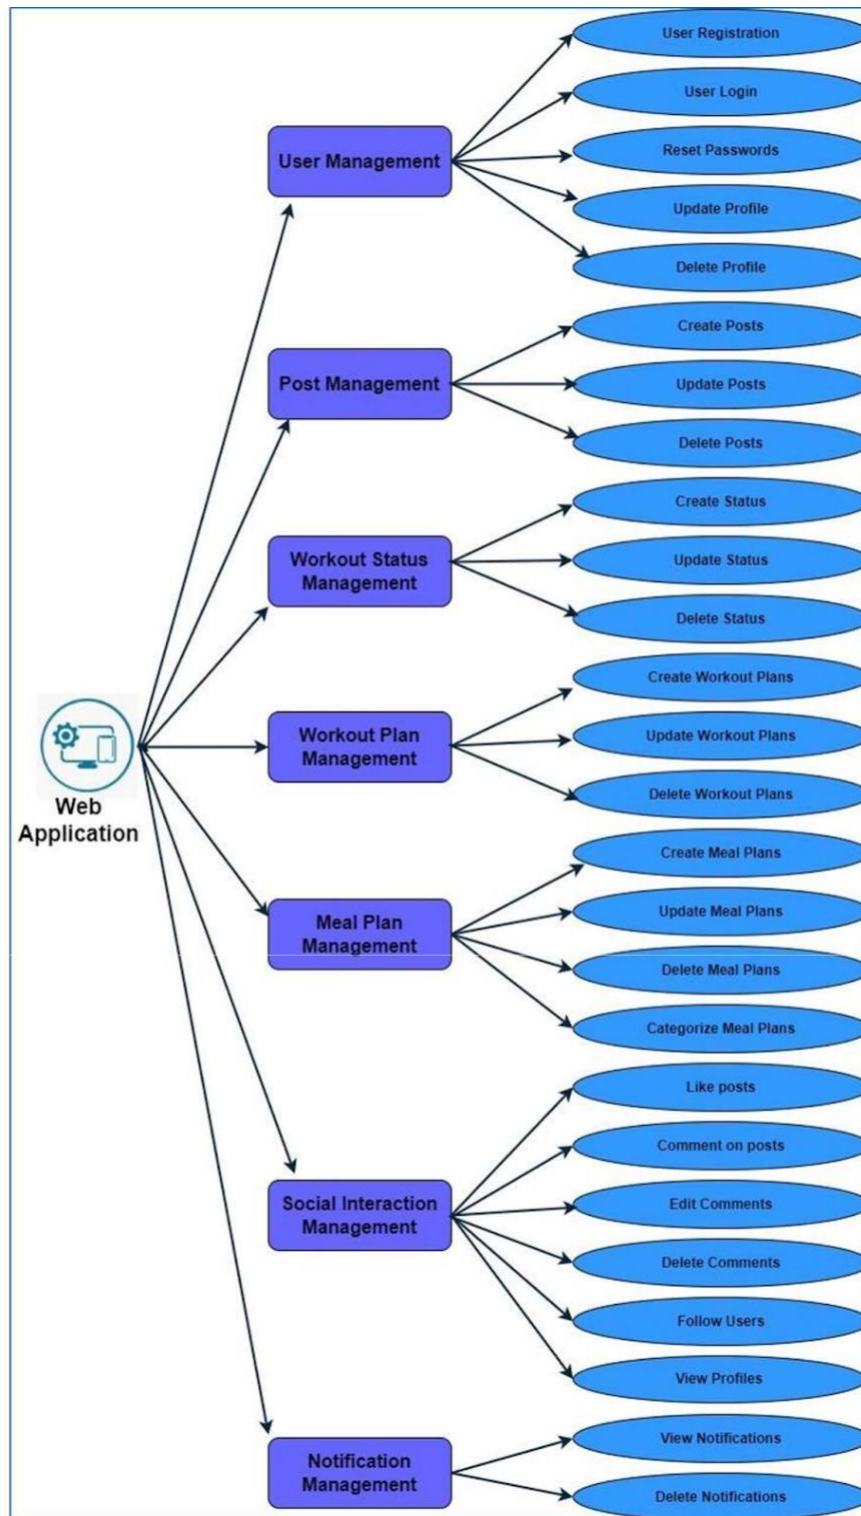 User Registration
User Login
User Management
Reset Passwords
Update Profile
Delete Profile
Create Posts
Post Management
Update Posts
Delete Posts
Create Status
Workout Status
Management
Update Status
Delete Status
Create Workout Plans
Workout Plan
Management
Update Workout Plans
Delete Workout Plans
Web
Application
Create Meal Plans
Meal Plan
Management
Update Meal Plans
Delete Meal Plans
Categorize Meal Plans
Like posts
Comment on posts
Social Interaction
Management
Edit Comments
Delete Comments
Follow Users
View Profiles
Notification
Management
View Notifications
Delete Notifications